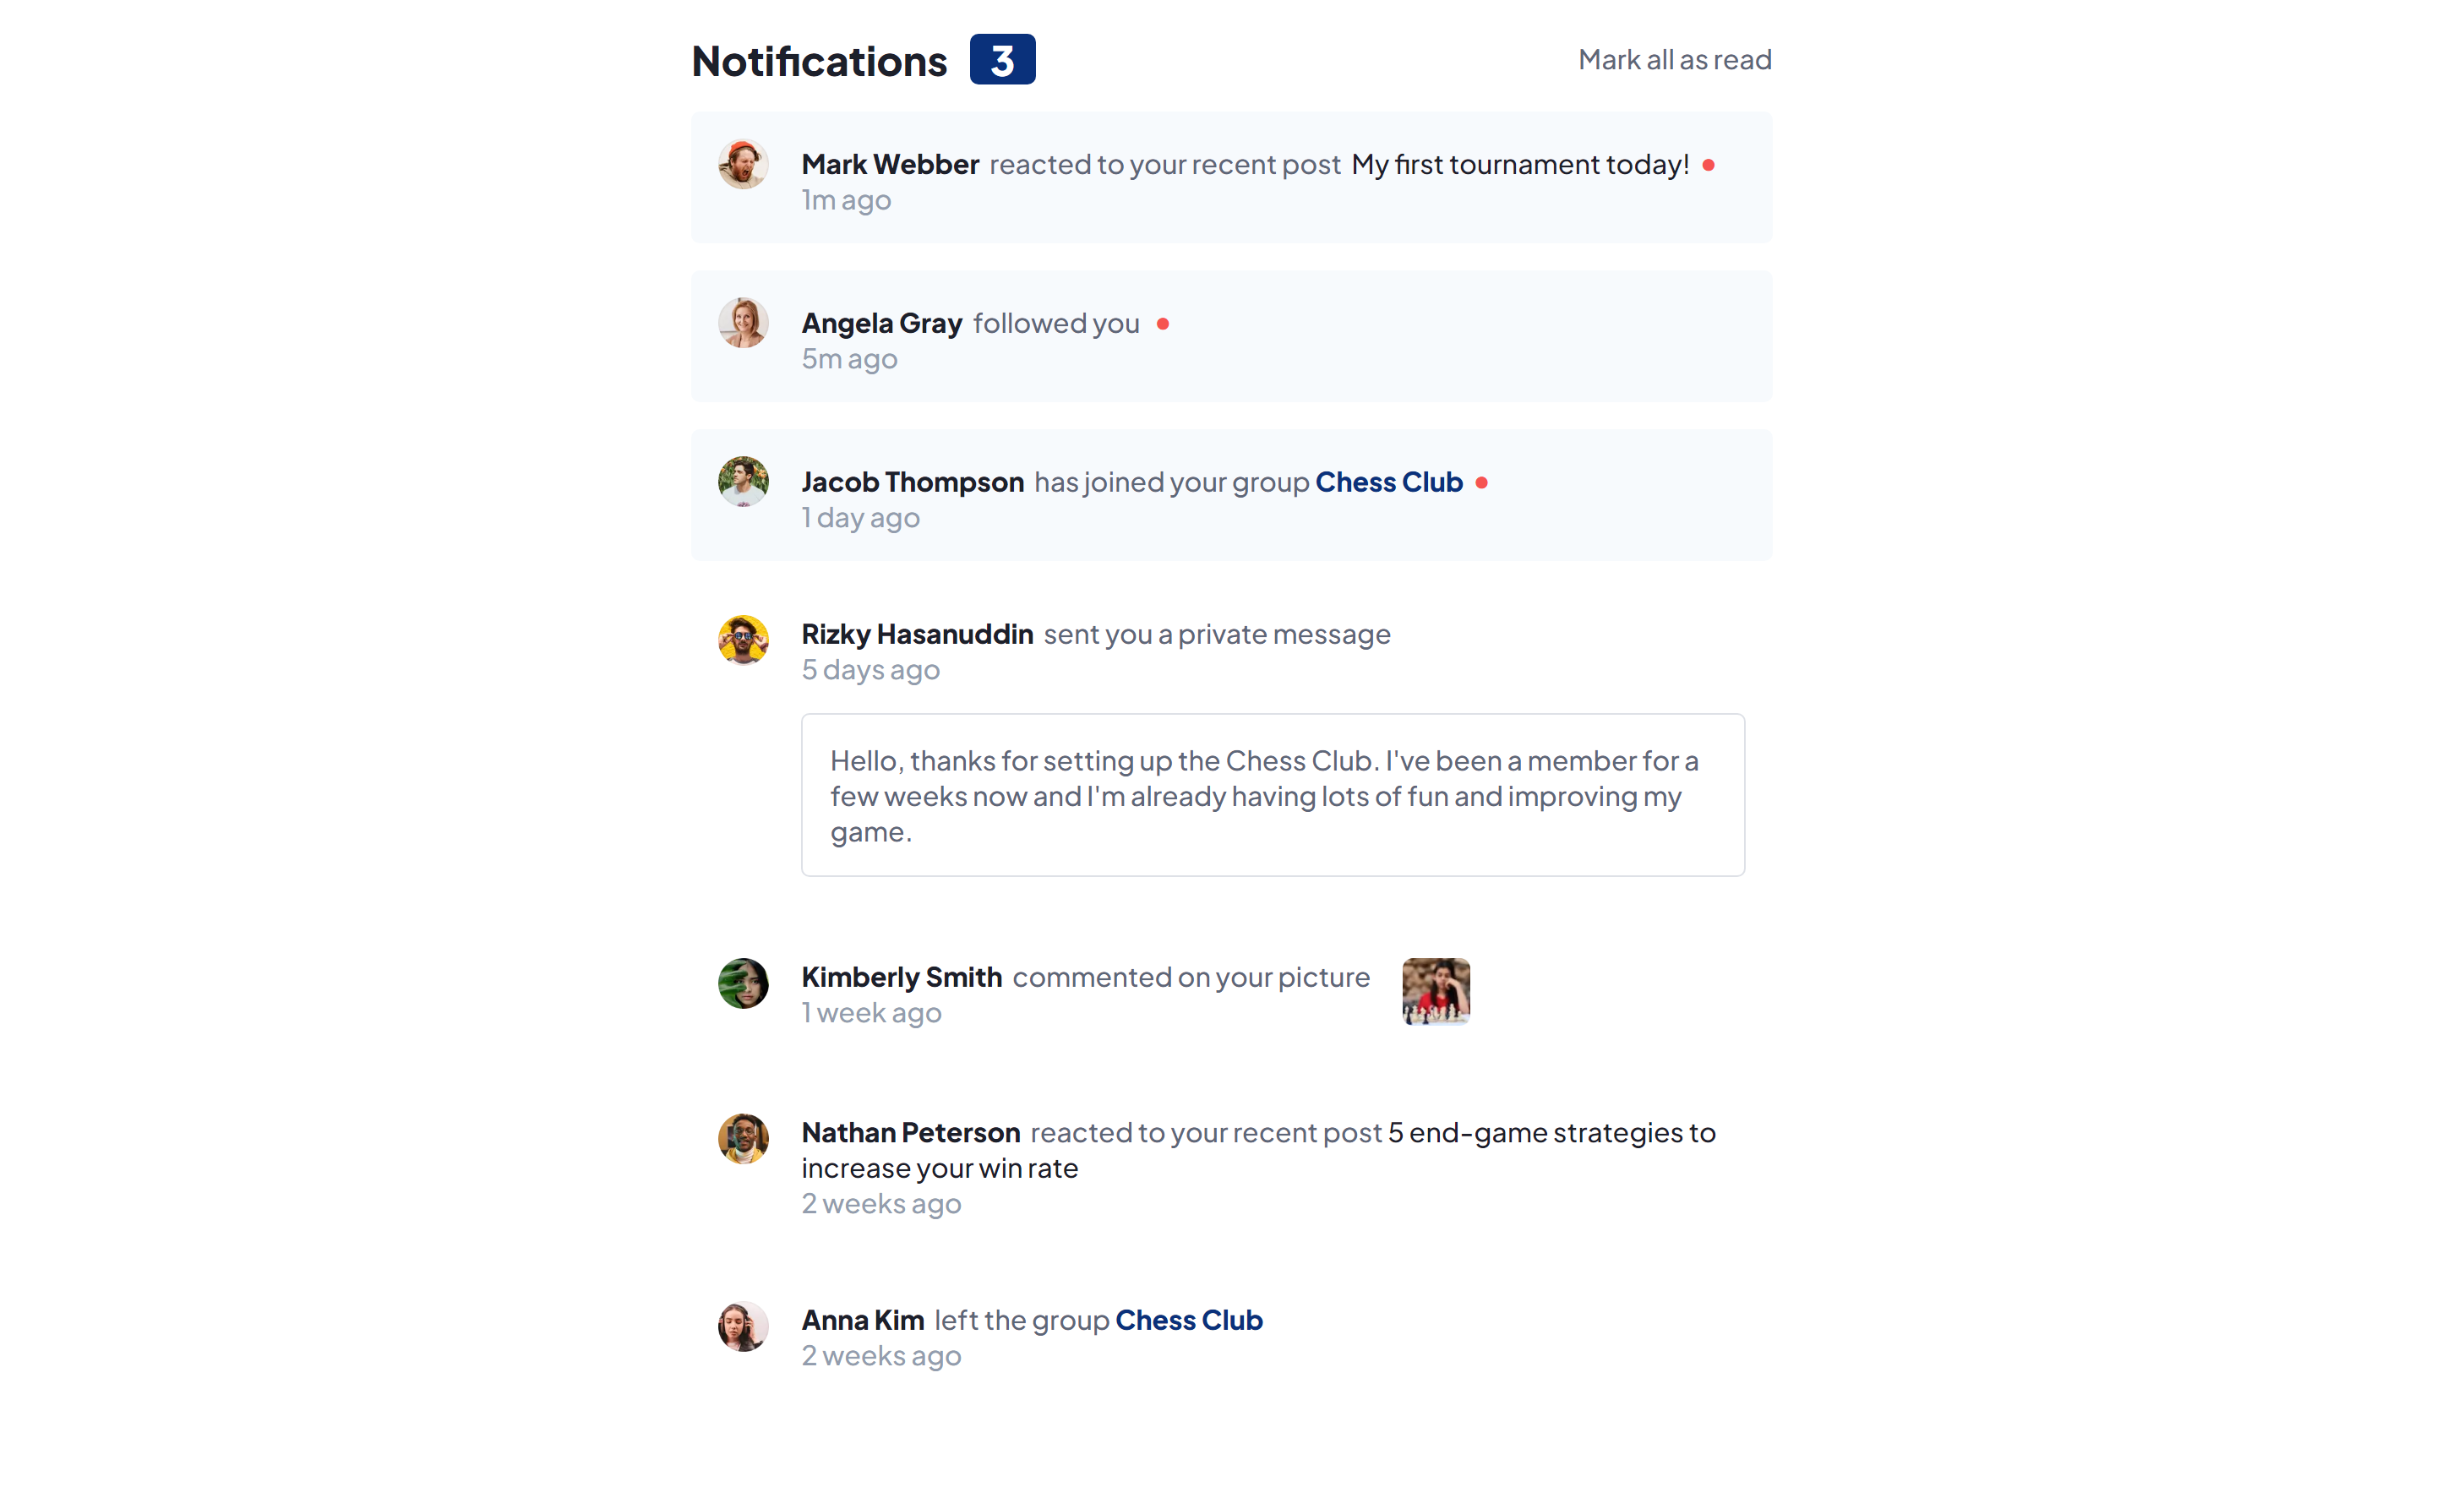 Notifications 3
Mark all as read
Mark Webber reacted to your recent post My first tournament today!
1m ago
Angela Gray followed you
5m ago
Jacob Thompson has joined your group Chess Club
1 day ago
Rizky Hasanuddin sent you a private message
5 days ago
Hello, thanks for setting up the Chess Club. I've been a member for a
few weeks now and I'm already having lots of fun and improving my
game.
Kimberly Smith commented on your picture
1 week ago
Nathan Peterson reacted to your recent post 5 end-game strategies to
increase your win rate
2 weeks ago
Anna Kim left the group Chess Club
2 weeks ago